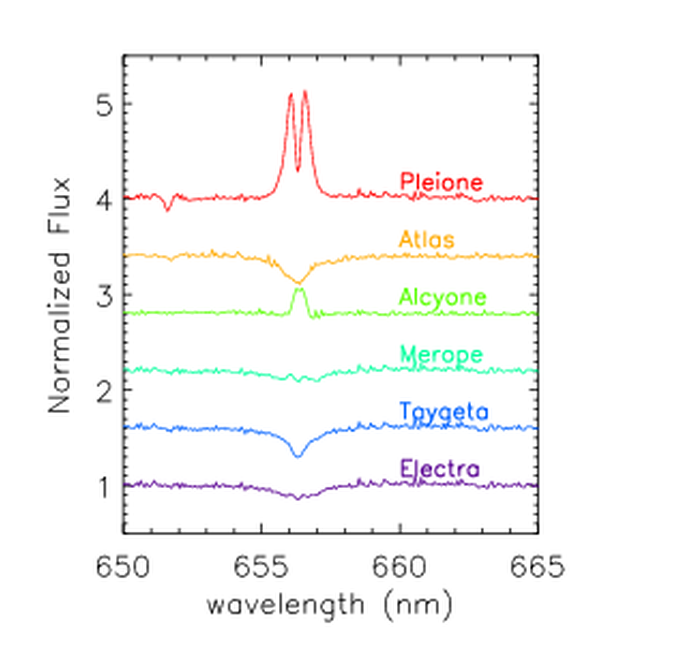 5
Pleione
4
Atlas
3
Alcyone
Merope
2
Taygeta
Electra
1
Normalized Flux
650 655 660 665
wavelength (nm)